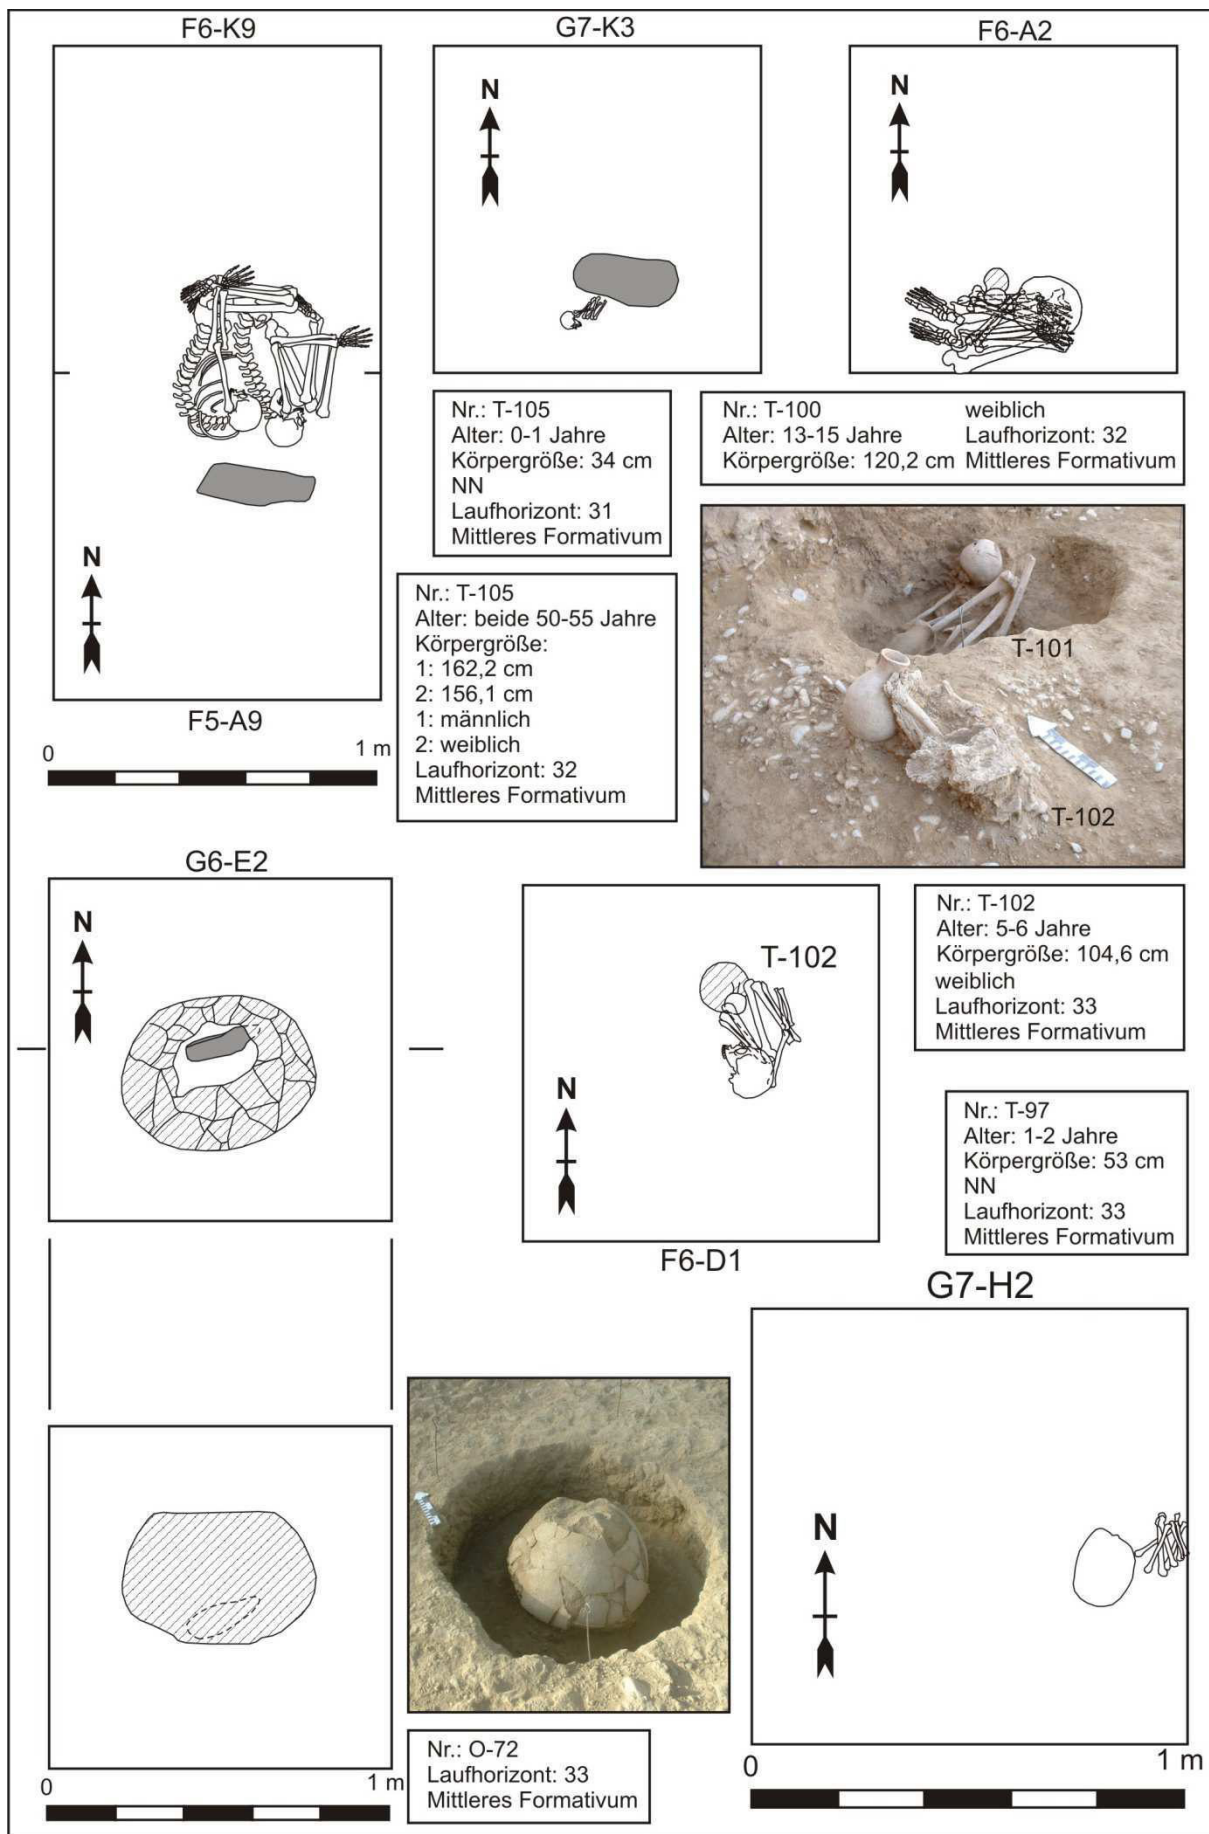 F6-K9
G7-K3
F6-A2
N
N
N
F5-A9
0 1 m
Nr.: T-105
Alter: 0-1 Jahre
Körpergröße: 34 cm
NN
Laufhorizont: 31
Mittleres Formativum
Nr.: T-100 weiblich
Alter: 13-15 Jahre Laufhorizont: 32
Körpergröße: 120,2 cm Mittleres Formativum
Nr.: T-105
Alter: beide 50-55 Jahre
Körpergröße:
1: 162,2 cm
2: 156,1 cm
1: männlich
2: weiblich
Laufhorizont: 32
Mittleres Formativum
T-101
T-102
G6-E2
N
T-102
N
F6-D1
Nr.: T-102
Alter: 5-6 Jahre
Körpergröße: 104,6 cm
weiblich
Laufhorizont: 33
Mittleres Formativum
Nr.: T-97
Alter: 1-2 Jahre
Körpergröße: 53 cm
NN
Laufhorizont: 33
Mittleres Formativum
G7-H2
N
0 1 m
Nr.: O-72
Laufhorizont: 33
Mittleres Formativum
0 1 m